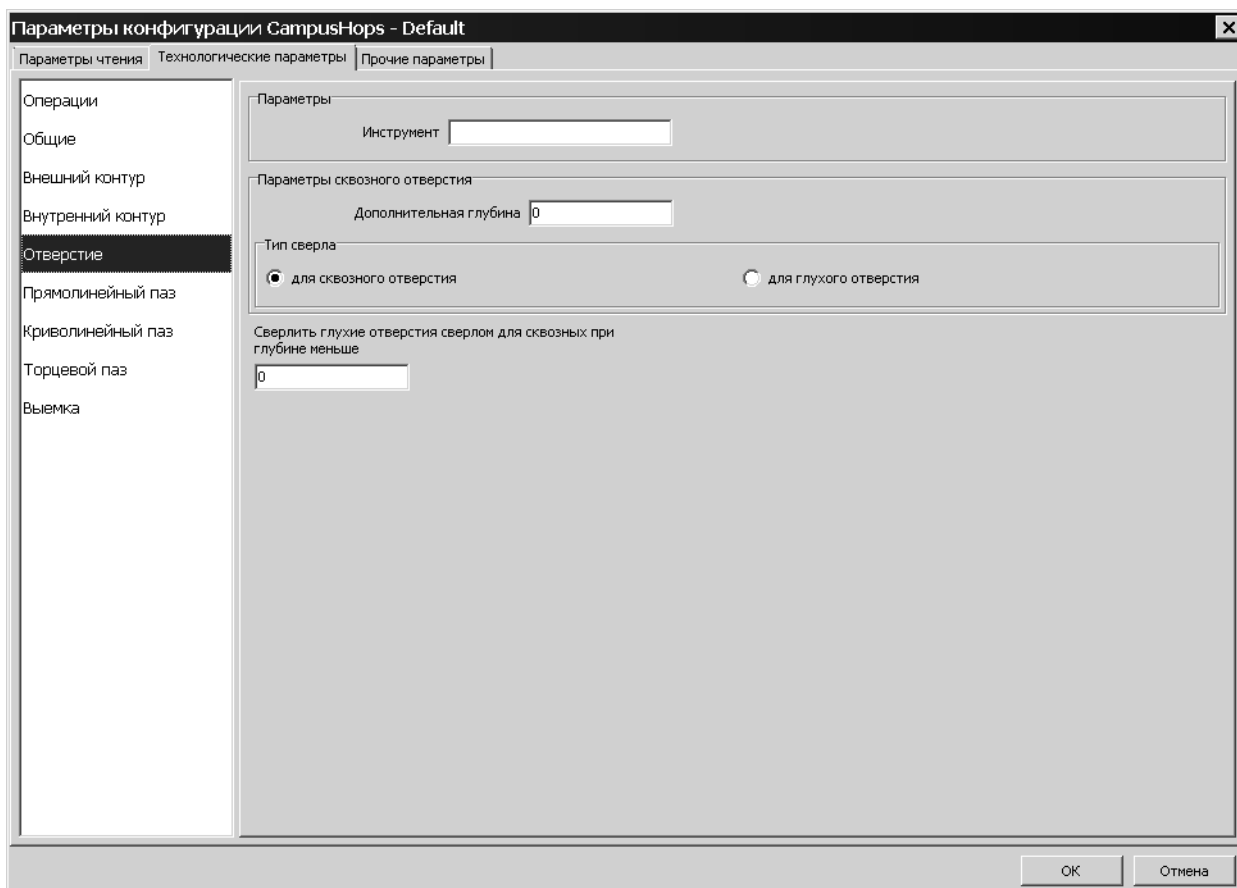 Параметры конфигурации CampusHops - Default
Параметры чтения Технологические параметры Прочие параметры
Операции
Общие
Внешний контур
Внутренний контур
Отверстие
Прямолинейный паз
Криволинейный паз
Торцевой паз
Выемка
Параметры
Инструмент
Параметры сквозного отверстия
Дополнительная глубина 0
Тип сверла
для сквозного отверстия для глухого отверстия
Сверлить глухие отверстия сверлом для сквозных при
глубине меньше
0
ОК Отмена